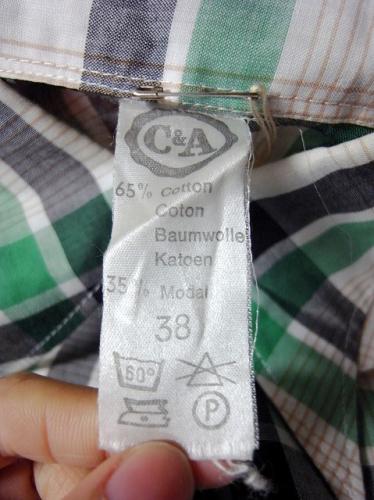 C&A
65% Cotton
Coton
Baumwolle
Katoen
35% Modal
38
60°
P